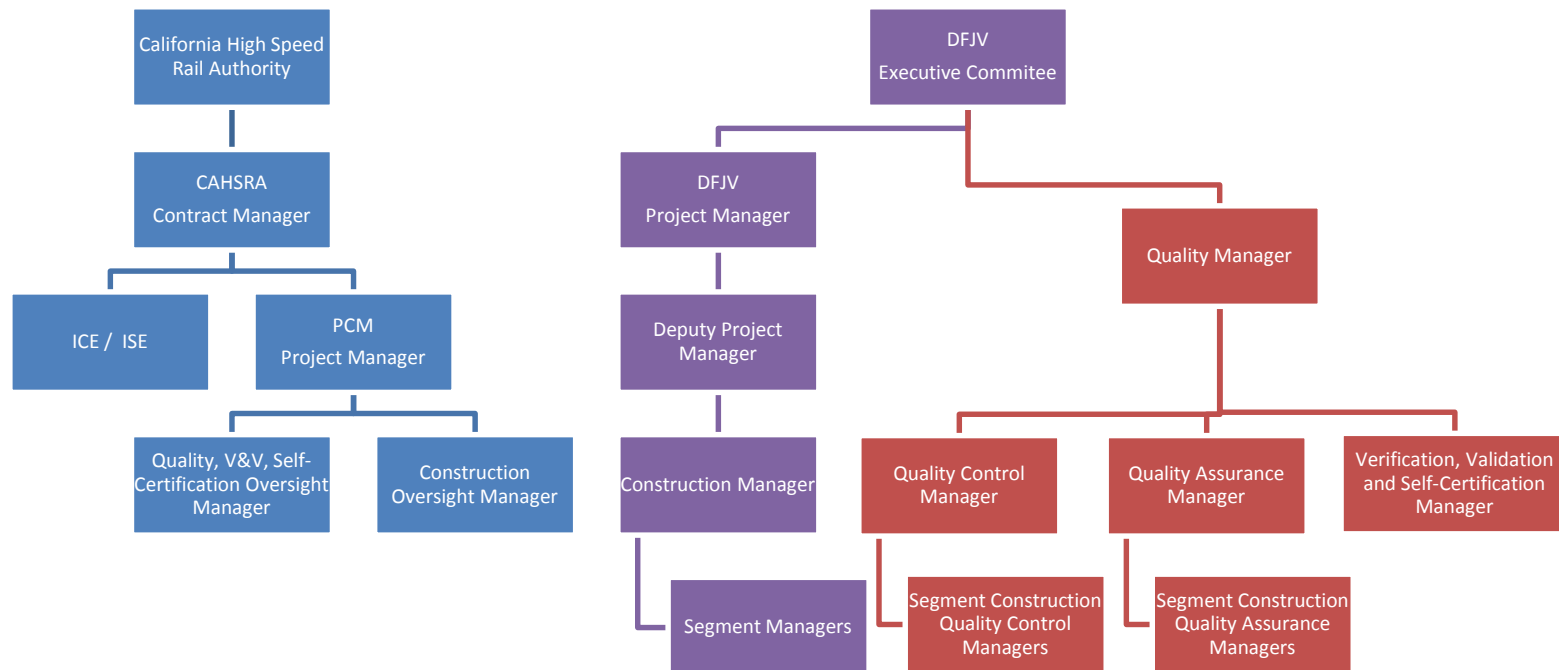 California High Speed
Rail Authority
DFJV
Executive Commitee
CAHSRA
Contract Manager
DFJV
Project Manager
Quality Manager
ICE / ISE
PCM
Project Manager
Deputy Project
Manager
Quality, V&V, Self-
Certification Oversight
Manager
Construction
Oversight Manager
Construction Manager
Quality Control
Manager
Quality Assurance
Manager
Verification, Validation
and Self-Certification
Manager
Segment Managers
Segment Construction
Quality Control
Managers
Segment Construction
Quality Assurance
Managers